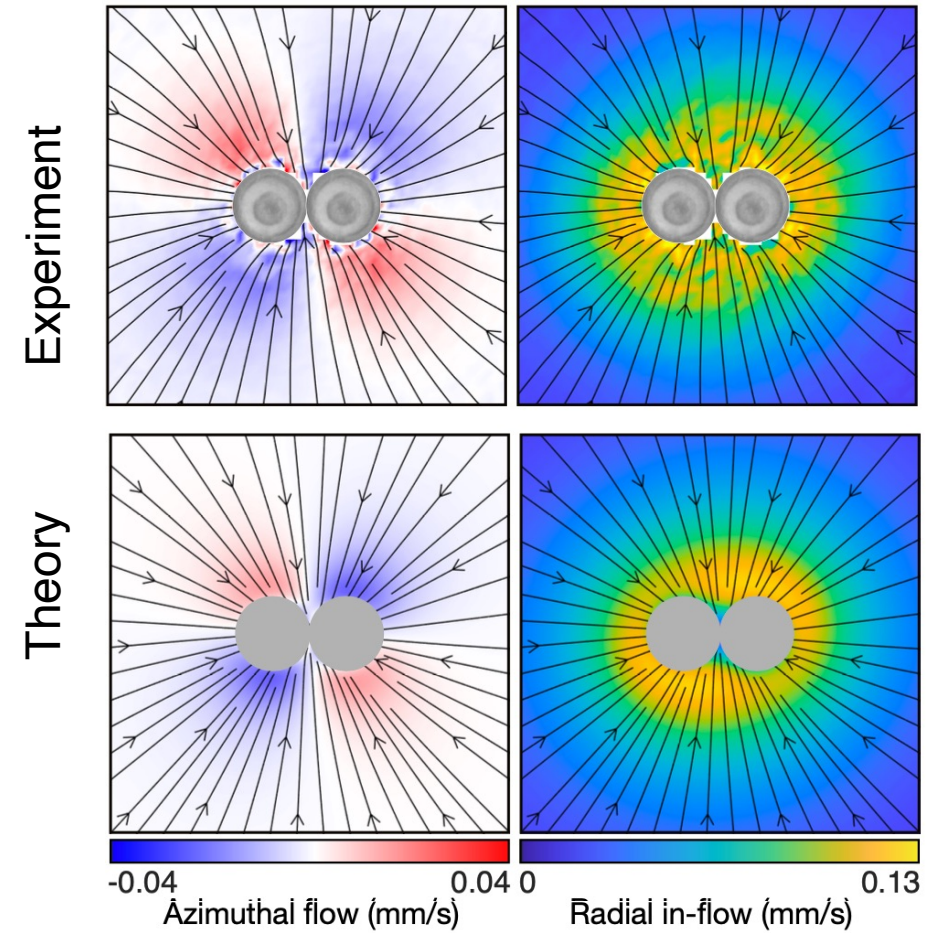 Experiment
Theory
-0.04 0.04 0 0.13
Azimuthal flow (mm/s) Radial in-flow (mm/s)